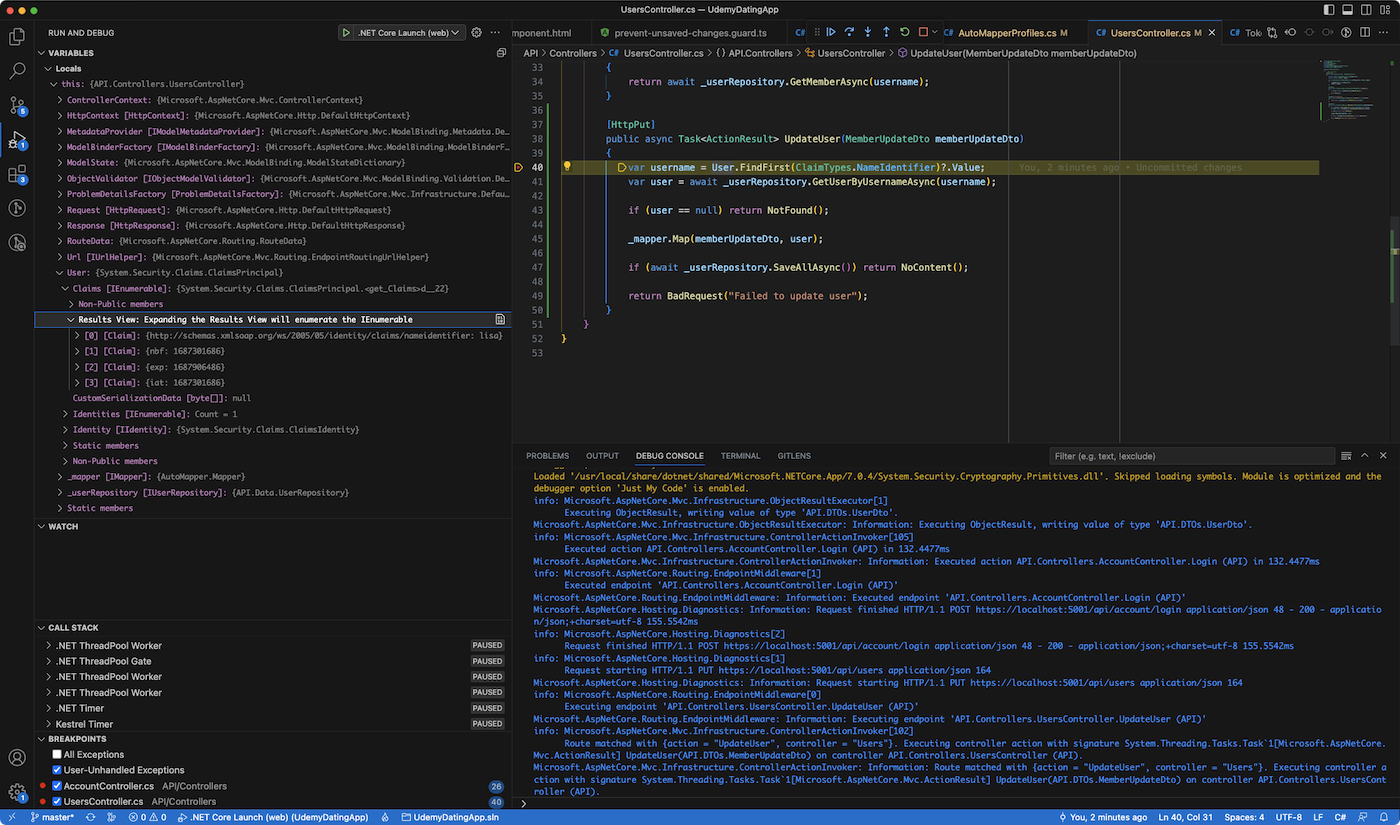 UsersController.cs — UdemyDatingApp
RUN AND DEBUG
.NET Core Launch (web)
VARIABLES
Locals
this: {API.Controllers.UsersController}
ControllerContext: {Microsoft.AspNetCore.Mvc.ControllerContext}
HttpContext [HttpContext]: {Microsoft.AspNetCore.Http.DefaultHttpContext}
MetadataProvider [IModelMetadataProvider]: {Microsoft.AspNetCore.Mvc.ModelBinding.Metadata.De…
ModelBinderFactory [IModelBinderFactory]: {Microsoft.AspNetCore.Mvc.ModelBinding.ModelBinderF…
ModelState: {Microsoft.AspNetCore.Mvc.ModelBinding.ModelStateDictionary}
ObjectValidator [IObjectModelValidator]: {Microsoft.AspNetCore.Mvc.ModelBinding.Validation.De…
ProblemDetailsFactory [ProblemDetailsFactory]: {Microsoft.AspNetCore.Mvc.Infrastructure.Defau…
Request [HttpRequest]: {Microsoft.AspNetCore.Http.DefaultHttpRequest}
Response [HttpResponse]: {Microsoft.AspNetCore.Http.DefaultHttpResponse}
RouteData: {Microsoft.AspNetCore.Routing.RouteData}
Url [IUrlHelper]: {Microsoft.AspNetCore.Mvc.Routing.EndpointRoutingUrlHelper}
User: {System.Security.Claims.ClaimsPrincipal}
Claims [IEnumerable]: {System.Security.Claims.ClaimsPrincipal.<get_Claims>d__22}
Non-Public members
Results View: Expanding the Results View will enumerate the IEnumerable
[0] [Claim]: {http://schemas.xmlsoap.org/ws/2005/05/identity/claims/nameidentifier: lisa}
[1] [Claim]: {nbf: 1687301686}
[2] [Claim]: {exp: 1687906486}
[3] [Claim]: {iat: 1687301686}
CustomSerializationData [byte[]]: null
Identities [IEnumerable]: Count = 1
Identity [IIdentity]: {System.Security.Claims.ClaimsIdentity}
Static members
Non-Public members
_mapper [IMapper]: {AutoMapper.Mapper}
_userRepository [IUserRepository]: {API.Data.UserRepository}
Static members
WATCH
CALL STACK
.NET ThreadPool Worker PAUSED
.NET ThreadPool Gate PAUSED
.NET ThreadPool Worker PAUSED
.NET ThreadPool Worker PAUSED
.NET Timer PAUSED
Kestrel Timer PAUSED
BREAKPOINTS
All Exceptions
User-Unhandled Exceptions
AccountController.cs API/Controllers 26
UsersController.cs API/Controllers 40
5
1
3
1
mponent.html prevent-unsaved-changes.guard.ts C# C# AutoMapperProfiles.cs M C# UsersController.cs M C# Tok
API > Controllers > C# UsersController.cs > {} API.Controllers > UsersController > UpdateUser(MemberUpdateDto memberUpdateDto)
33 {
34 return await _userRepository.GetMemberAsync(username);
35 }
36
37 [HttpPut]
38 public async Task<ActionResult> UpdateUser(MemberUpdateDto memberUpdateDto)
39 {
40 var username = User.FindFirst(ClaimTypes.NameIdentifier)?.Value; You, 2 minutes ago • Uncommitted changes
41 var user = await _userRepository.GetUserByUsernameAsync(username);
42
43 if (user == null) return NotFound();
44
45 _mapper.Map(memberUpdateDto, user);
46
47 if (await _userRepository.SaveAllAsync()) return NoContent();
48
49 return BadRequest("Failed to update user");
50 }
51 }
52 }
53
PROBLEMS OUTPUT DEBUG CONSOLE TERMINAL GITLENS
Filter (e.g. text, !exclude)
Loaded '/usr/local/share/dotnet/shared/Microsoft.NETCore.App/7.0.4/System.Security.Cryptography.Primitives.dll'. Skipped loading symbols. Module is optimized and the
debugger option 'Just My Code' is enabled.
info: Microsoft.AspNetCore.Mvc.Infrastructure.ObjectResultExecutor[1]
Executing ObjectResult, writing value of type 'API.DTOs.UserDto'.
Microsoft.AspNetCore.Mvc.Infrastructure.ObjectResultExecutor: Information: Executing ObjectResult, writing value of type 'API.DTOs.UserDto'.
info: Microsoft.AspNetCore.Mvc.Infrastructure.ControllerActionInvoker[105]
Executed action API.Controllers.AccountController.Login (API) in 132.4477ms
Microsoft.AspNetCore.Mvc.Infrastructure.ControllerActionInvoker: Information: Executed action API.Controllers.AccountController.Login (API) in 132.4477ms
info: Microsoft.AspNetCore.Routing.EndpointMiddleware[1]
Executed endpoint 'API.Controllers.AccountController.Login (API)'
Microsoft.AspNetCore.Routing.EndpointMiddleware: Information: Executed endpoint 'API.Controllers.AccountController.Login (API)'
Microsoft.AspNetCore.Hosting.Diagnostics: Information: Request finished HTTP/1.1 POST https://localhost:5001/api/account/login application/json 48 - 200 - applicatio
n/json;+charset=utf-8 155.5542ms
info: Microsoft.AspNetCore.Hosting.Diagnostics[2]
Request finished HTTP/1.1 POST https://localhost:5001/api/account/login application/json 48 - 200 - application/json;+charset=utf-8 155.5542ms
info: Microsoft.AspNetCore.Hosting.Diagnostics[1]
Request starting HTTP/1.1 PUT https://localhost:5001/api/users application/json 164
Microsoft.AspNetCore.Hosting.Diagnostics: Information: Request starting HTTP/1.1 PUT https://localhost:5001/api/users application/json 164
info: Microsoft.AspNetCore.Routing.EndpointMiddleware[0]
Executing endpoint 'API.Controllers.UsersController.UpdateUser (API)'
Microsoft.AspNetCore.Routing.EndpointMiddleware: Information: Executing endpoint 'API.Controllers.UsersController.UpdateUser (API)'
info: Microsoft.AspNetCore.Mvc.Infrastructure.ControllerActionInvoker[102]
Route matched with {action = "UpdateUser", controller = "Users"}. Executing controller action with signature System.Threading.Tasks.Task`1[Microsoft.AspNetCore.
Mvc.ActionResult] UpdateUser(API.DTOs.MemberUpdateDto) on controller API.Controllers.UsersController (API).
Microsoft.AspNetCore.Mvc.Infrastructure.ControllerActionInvoker: Information: Route matched with {action = "UpdateUser", controller = "Users"}. Executing controller a
ction with signature System.Threading.Tasks.Task`1[Microsoft.AspNetCore.Mvc.ActionResult] UpdateUser(API.DTOs.MemberUpdateDto) on controller API.Controllers.UsersCont
roller (API).
master* 0 0 .NET Core Launch (web) (UdemyDatingApp) UdemyDatingApp.sln You, 2 minutes ago Ln 40, Col 31 Spaces: 4 UTF-8 LF C#